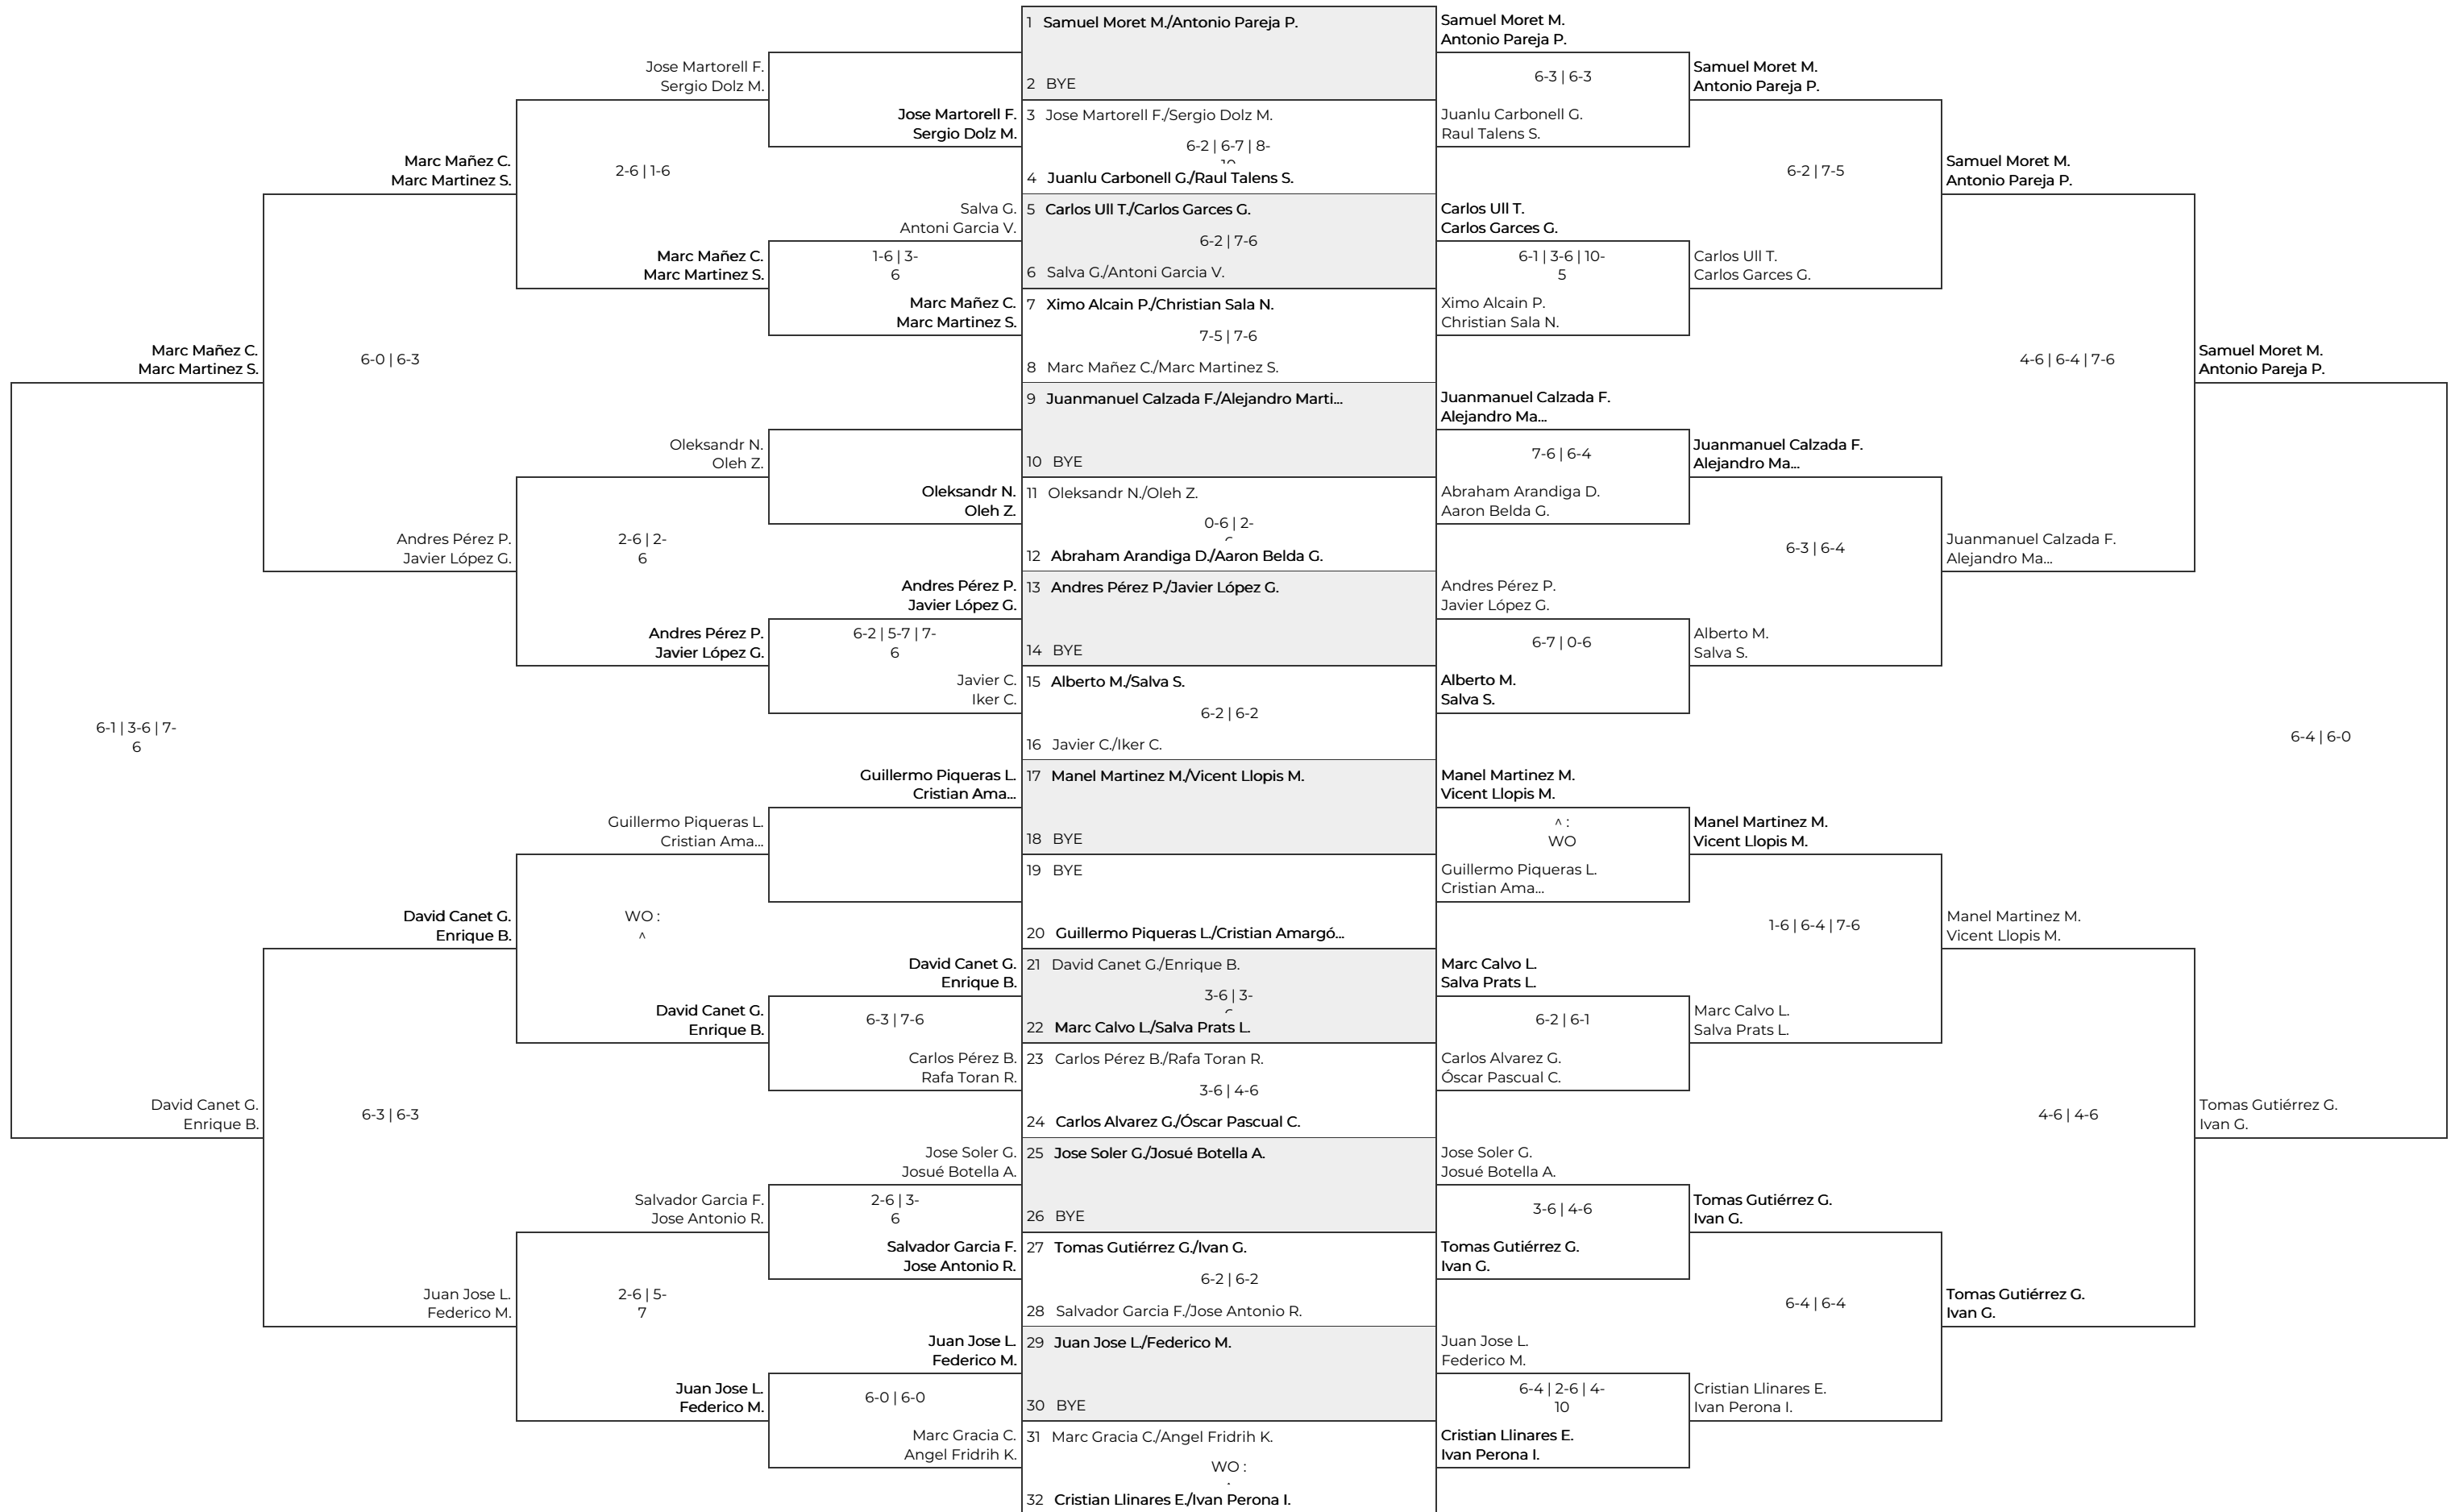 1 Samuel Moret M./Antonio Pareja P.
2 BYE
3 Jose Martorell F./Sergio Dolz M.
6-2 | 6-7 | 8-
10
4 Juanlu Carbonell G./Raul Talens S.
5 Carlos Ull T./Carlos Garces G.
6-2 | 7-6
6 Salva G./Antoni Garcia V.
7 Ximo Alcain P./Christian Sala N.
7-5 | 7-6
8 Marc Mañez C./Marc Martinez S.
9 Juanmanuel Calzada F./Alejandro Marti...
10 BYE
11 Oleksandr N./Oleh Z.
0-6 | 2-
12 Abraham Arandiga D./Aaron Belda G.
13 Andres Pérez P./Javier López G.
14 BYE
15 Alberto M./Salva S.
6-2 | 6-2
16 Javier C./Iker C.
17 Manel Martinez M./Vicent Llopis M.
18 BYE
19 BYE
20 Guillermo Piqueras L./Cristian Amargó...
21 David Canet G./Enrique B.
3-6 | 3-
22 Marc Calvo L./Salva Prats L.
23 Carlos Pérez B./Rafa Toran R.
3-6 | 4-6
24 Carlos Alvarez G./Óscar Pascual C.
25 Jose Soler G./Josué Botella A.
26 BYE
27 Tomas Gutiérrez G./Ivan G.
6-2 | 6-2
28 Salvador Garcia F./Jose Antonio R.
29 Juan Jose L./Federico M.
30 BYE
31 Marc Gracia C./Angel Fridrih K.
WO :
32 Cristian Llinares E./Ivan Perona I.
Samuel Moret M.
Antonio Pareja P.
6-3 | 6-3
Juanlu Carbonell G.
Raul Talens S.
Carlos Ull T.
Carlos Garces G.
6-1 | 3-6 | 10-
5
Ximo Alcain P.
Christian Sala N.
Juanmanuel Calzada F.
Alejandro Ma...
7-6 | 6-4
Abraham Arandiga D.
Aaron Belda G.
Andres Pérez P.
Javier López G.
6-7 | 0-6
Alberto M.
Salva S.
Manel Martinez M.
Vicent Llopis M.
^ :
WO
Guillermo Piqueras L.
Cristian Ama...
Marc Calvo L.
Salva Prats L.
6-2 | 6-1
Carlos Alvarez G.
Óscar Pascual C.
Jose Soler G.
Josué Botella A.
3-6 | 4-6
Tomas Gutiérrez G.
Ivan G.
Juan Jose L.
Federico M.
6-4 | 2-6 | 4-
10
Cristian Llinares E.
Ivan Perona I.
Samuel Moret M.
Antonio Pareja P.
6-2 | 7-5
Carlos Ull T.
Carlos Garces G.
Juanmanuel Calzada F.
Alejandro Ma...
6-3 | 6-4
Alberto M.
Salva S.
Manel Martinez M.
Vicent Llopis M.
1-6 | 6-4 | 7-6
Marc Calvo L.
Salva Prats L.
Tomas Gutiérrez G.
Ivan G.
6-4 | 6-4
Cristian Llinares E.
Ivan Perona I.
Samuel Moret M.
Antonio Pareja P.
4-6 | 6-4 | 7-6
Juanmanuel Calzada F.
Alejandro Ma...
Manel Martinez M.
Vicent Llopis M.
4-6 | 4-6
Tomas Gutiérrez G.
Ivan G.
Samuel Moret M.
Antonio Pareja P.
6-4 | 6-0
Tomas Gutiérrez G.
Ivan G.
Jose Martorell F.
Sergio Dolz M.
Salva G.
Antoni Garcia V.
1-6 | 3-
6
Marc Mañez C.
Marc Martinez S.
Oleksandr N.
Oleh Z.
Andres Pérez P.
Javier López G.
6-2 | 5-7 | 7-
6
Javier C.
Iker C.
Guillermo Piqueras L.
Cristian Ama...
David Canet G.
Enrique B.
6-3 | 7-6
Carlos Pérez B.
Rafa Toran R.
Jose Soler G.
Josué Botella A.
2-6 | 3-
6
Salvador Garcia F.
Jose Antonio R.
Juan Jose L.
Federico M.
6-0 | 6-0
Marc Gracia C.
Angel Fridrih K.
Jose Martorell F.
Sergio Dolz M.
2-6 | 1-6
Marc Mañez C.
Marc Martinez S.
Oleksandr N.
Oleh Z.
2-6 | 2-
6
Andres Pérez P.
Javier López G.
Guillermo Piqueras L.
Cristian Ama...
WO :
^
David Canet G.
Enrique B.
Salvador Garcia F.
Jose Antonio R.
2-6 | 5-
7
Juan Jose L.
Federico M.
Marc Mañez C.
Marc Martinez S.
6-0 | 6-3
Andres Pérez P.
Javier López G.
David Canet G.
Enrique B.
6-3 | 6-3
Juan Jose L.
Federico M.
Marc Mañez C.
Marc Martinez S.
6-1 | 3-6 | 7-
6
David Canet G.
Enrique B.